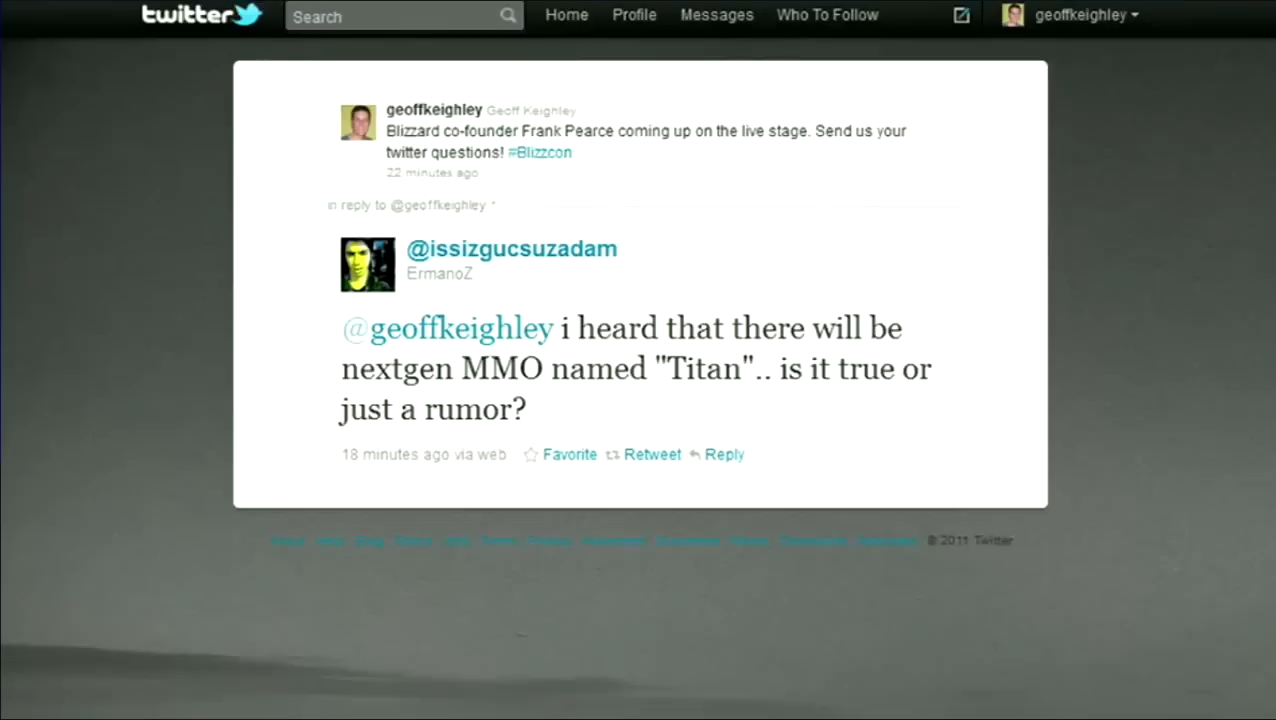 twitter Search Home Profile Messages Who To Follow geoffkeighley
geoffkeighley Geoff Keighley
Blizzard co-founder Frank Pearce coming up on the live stage. Send us your
twitter questions! #Blizzcon
22 minutes ago
in reply to @geoffkeighley
@issizgucsuzadam
ErmanoZ
@geoffkeighley i heard that there will be
nextgen MMO named "Titan".. is it true or
just a rumor?
18 minutes ago via web Favorite Retweet Reply
© 2011 Twitter